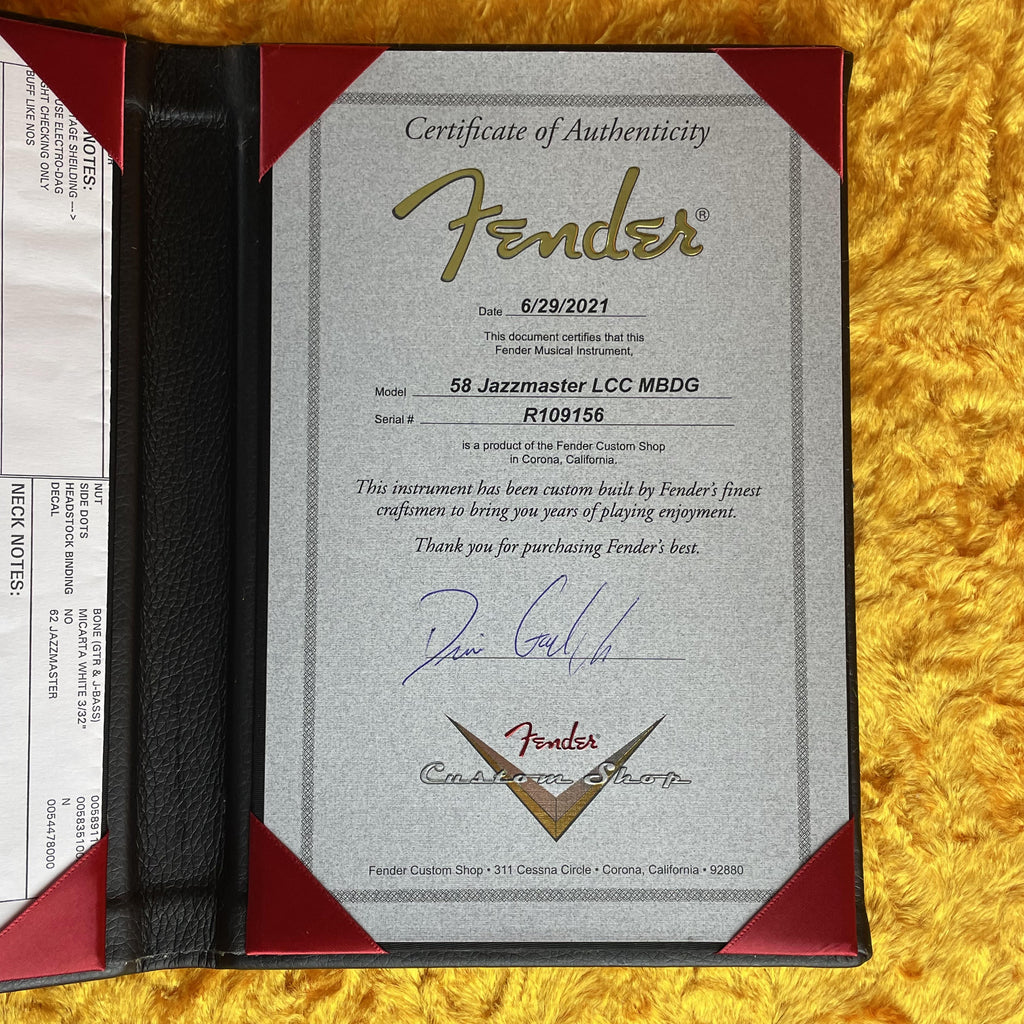 NOTES:
TAGE SHEILDING --->
USE ELECTRO-DAG
GHT CHECKING ONLY
BUFF LIKE NOS
NUT BONE (GTR & J-BASS)
SIDE DOTS MICARTA WHITE 3/32" 0058351000
HEADSTOCK BINDING NO N
DECAL 62 JAZZMASTER 0054478000
NECK NOTES:
Certificate of Authenticity
Fender®
Date 6/29/2021
This document certifies that this
Fender Musical Instrument,
Model 58 Jazzmaster LCC MBDG
Serial # R109156
is a product of the Fender Custom Shop
in Corona, California.
This instrument has been custom built by Fender's finest
craftsmen to bring you years of playing enjoyment.
Thank you for purchasing Fender's best.
Fender
Custom Shop
Fender Custom Shop • 311 Cessna Circle • Corona, California • 92880